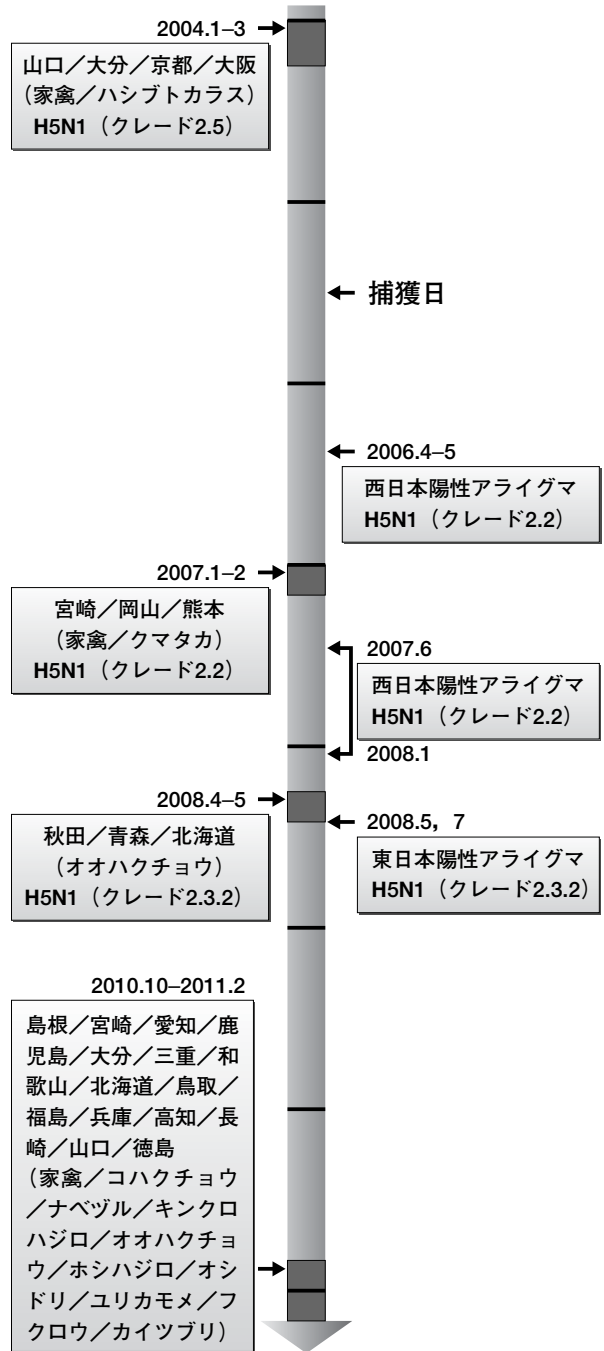 2004.1–3
山口／大分／京都／大阪
（家禽／ハシブトカラス）
H5N1（クレード2.5）
捕獲日
2006.4–5
西日本陽性アライグマ
H5N1（クレード2.2）
2007.1–2
宮崎／岡山／熊本
（家禽／クマタカ）
H5N1（クレード2.2）
2007.6
西日本陽性アライグマ
H5N1（クレード2.2）
2008.1
2008.4–5
秋田／青森／北海道
（オオハクチョウ）
H5N1（クレード2.3.2）
2008.5，7
東日本陽性アライグマ
H5N1（クレード2.3.2）
2010.10–2011.2
島根／宮崎／愛知／鹿
児島／大分／三重／和
歌山／北海道／鳥取／
福島／兵庫／高知／長
崎／山口／徳島
（家禽／コハクチョウ
／ナベヅル／キンクロ
ハジロ／オオハクチョ
ウ／ホシハジロ／オシ
ドリ／ユリカモメ／フ
クロウ／カイツブリ）